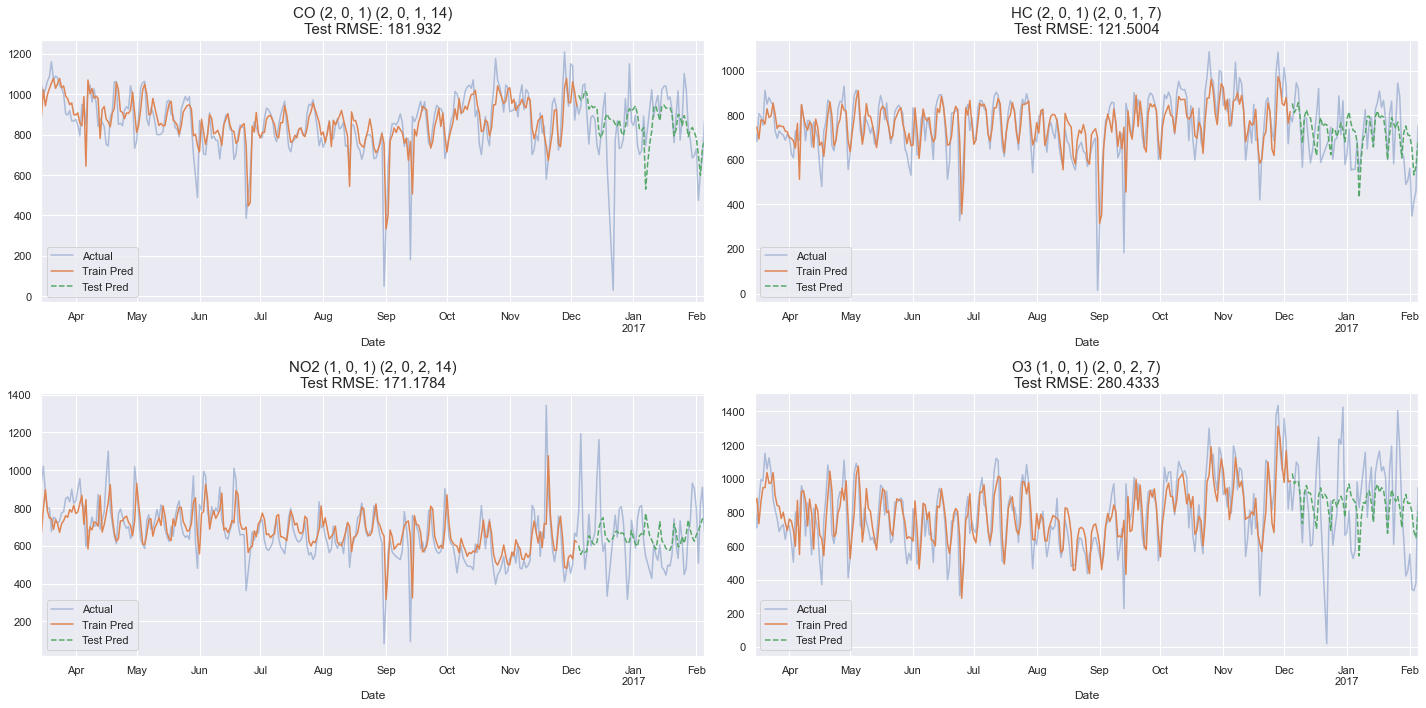 CO (2, 0, 1) (2, 0, 1, 14)
Test RMSE: 181.932
1200
1000
800
600
400
200
0
Actual
Train Pred
Test Pred
Apr May Jun Jul Aug Sep Oct Nov Dec Jan Feb
2017
Date
HC (2, 0, 1) (2, 0, 1, 7)
Test RMSE: 121.5004
1000
800
600
400
200
0
Actual
Train Pred
Test Pred
Apr May Jun Jul Aug Sep Oct Nov Dec Jan Feb
2017
Date
NO2 (1, 0, 1) (2, 0, 2, 14)
Test RMSE: 171.1784
1400
1200
1000
800
600
400
200
Actual
Train Pred
Test Pred
Apr May Jun Jul Aug Sep Oct Nov Dec Jan Feb
2017
Date
O3 (1, 0, 1) (2, 0, 2, 7)
Test RMSE: 280.4333
1400
1200
1000
800
600
400
200
0
Actual
Train Pred
Test Pred
Apr May Jun Jul Aug Sep Oct Nov Dec Jan Feb
2017
Date